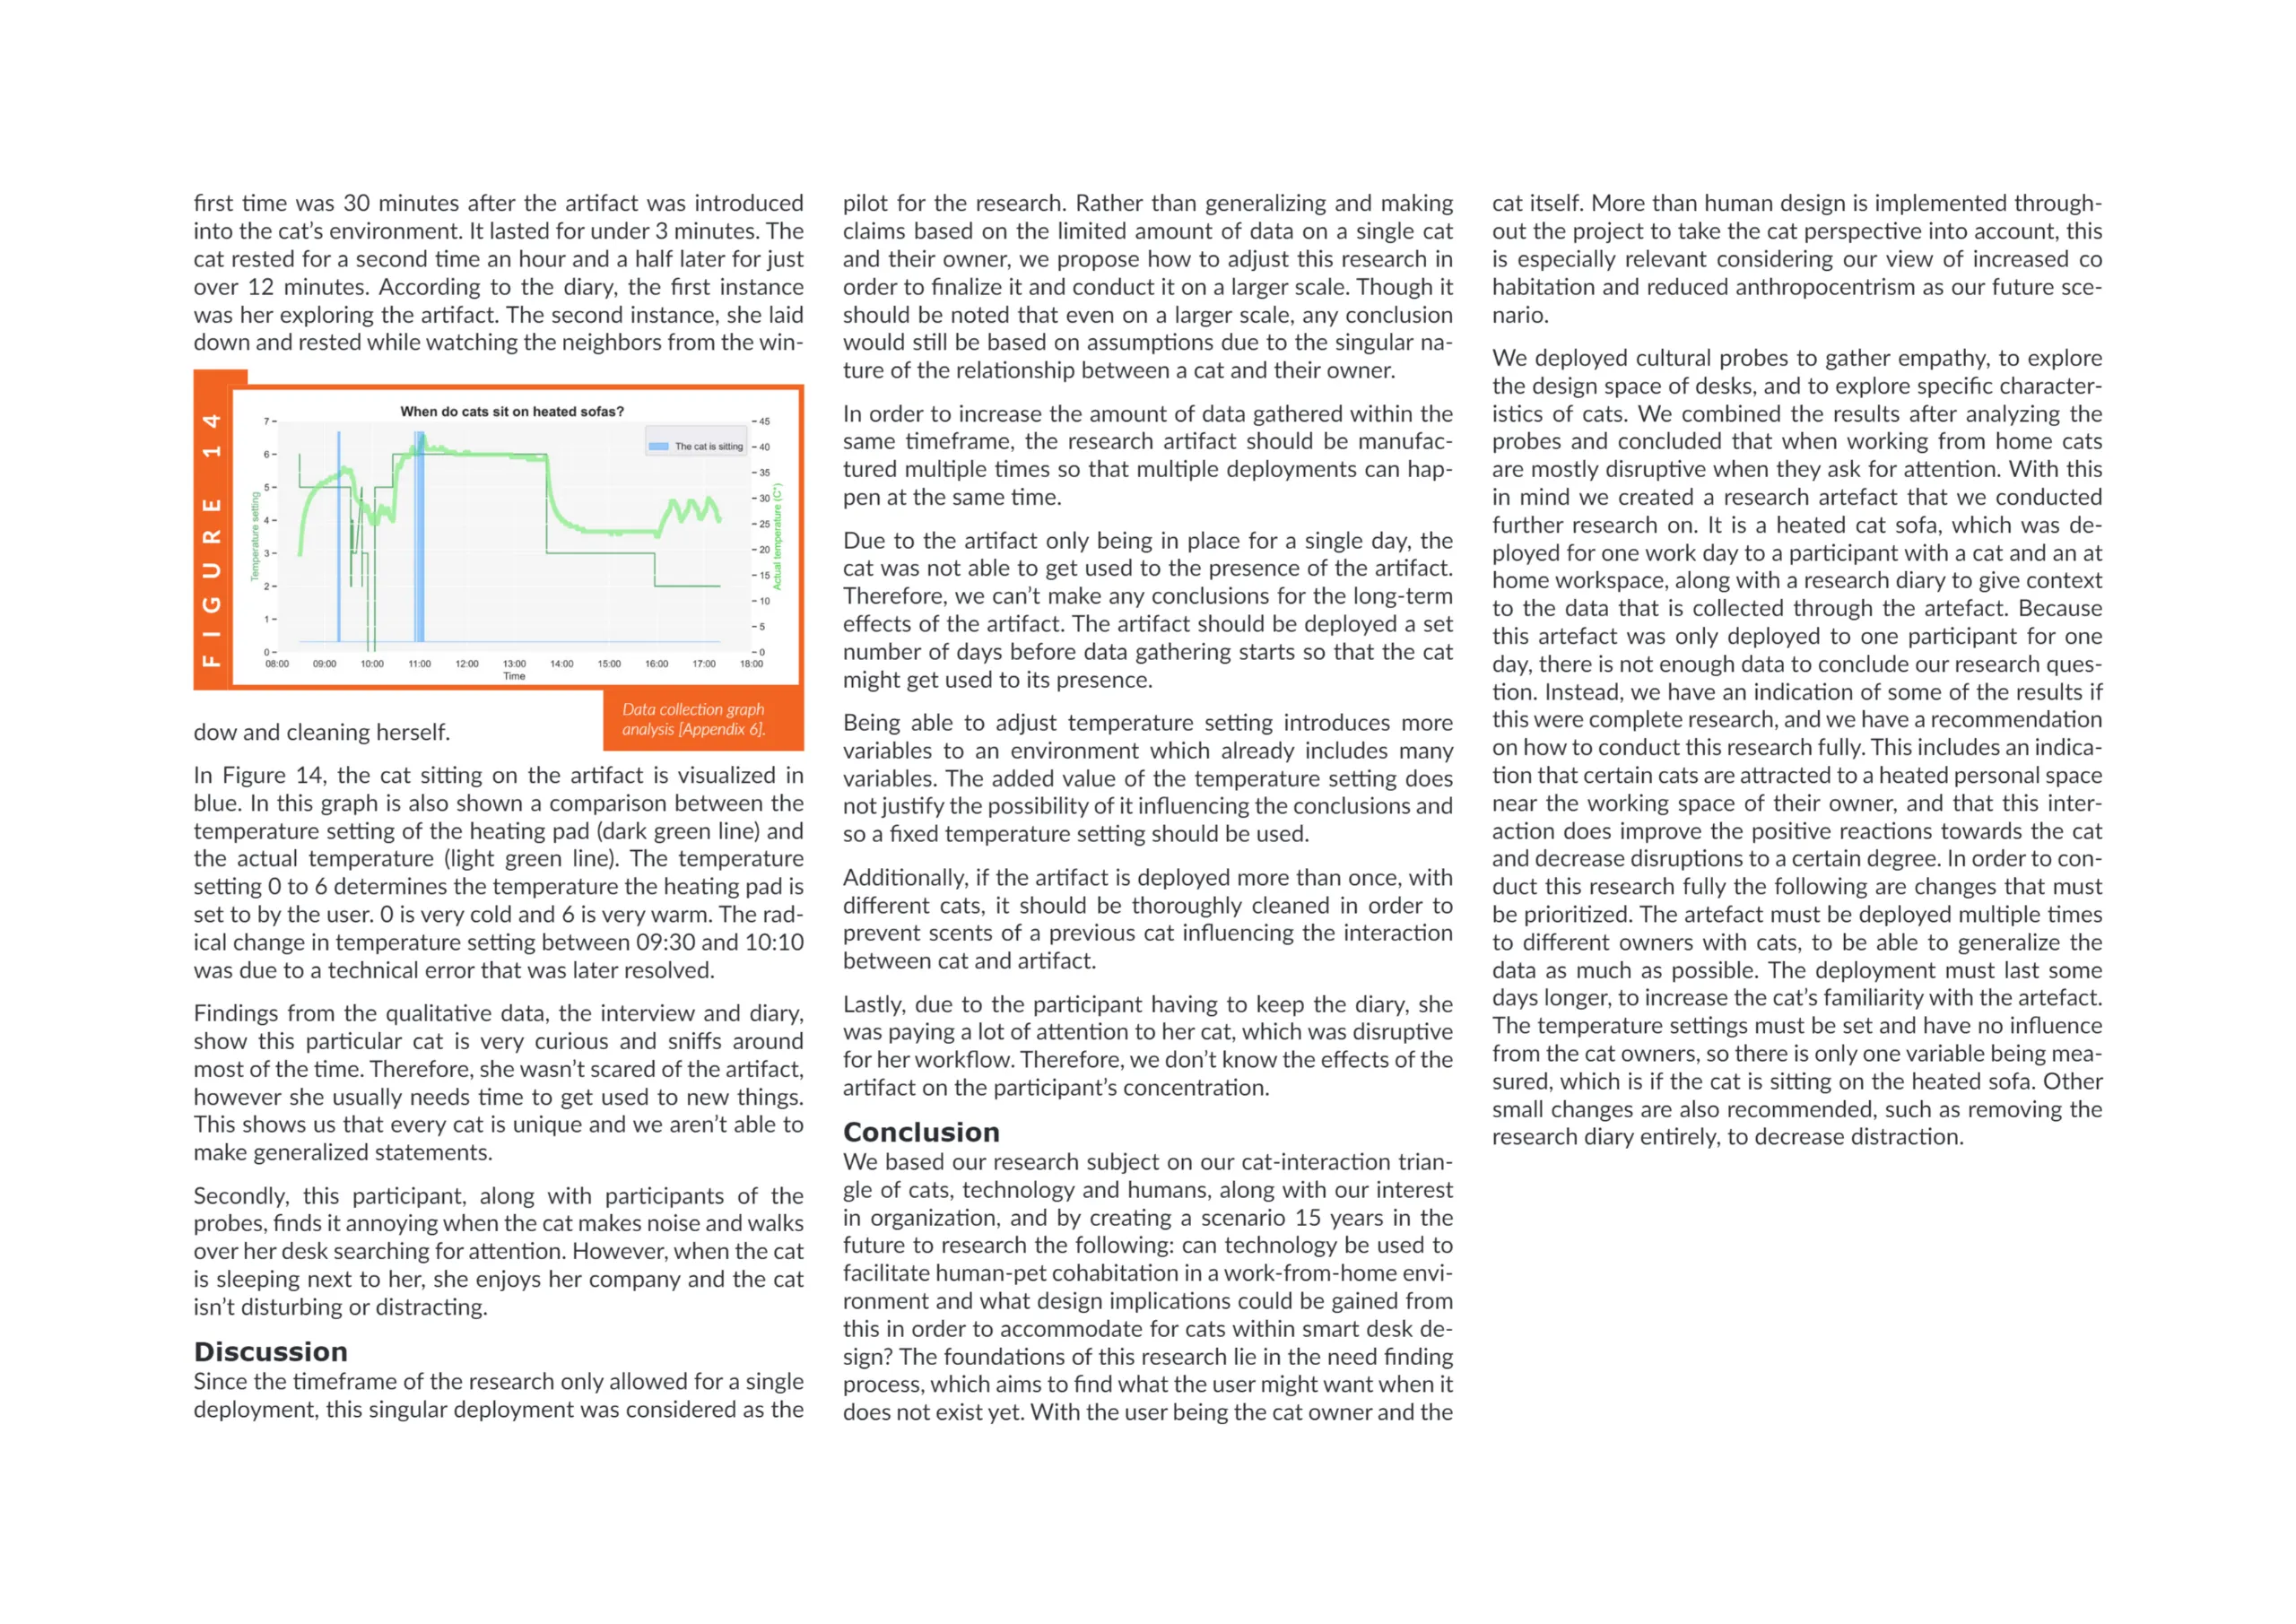 first time was 30 minutes after the artifact was introduced
into the cat's environment. It lasted for under 3 minutes. The
cat rested for a second time an hour and a half later for just
over 12 minutes. According to the diary, the first instance
was her exploring the artifact. The second instance, she laid
down and rested while watching the neighbors from the win-
FIGURE 14
When do cats sit on heated sofas?
The cat is sitting
Temperature setting
7
6
5
4
3
2
1
0
45
40
35
30
25
20
15
10
5
0
Actual temperature (C°)
08:00 09:00 10:00 11:00 12:00 13:00 14:00 15:00 16:00 17:00 18:00
Time
Data collection graph
analysis [Appendix 6].
dow and cleaning herself.
In Figure 14, the cat sitting on the artifact is visualized in
blue. In this graph is also shown a comparison between the
temperature setting of the heating pad (dark green line) and
the actual temperature (light green line). The temperature
setting 0 to 6 determines the temperature the heating pad is
set to by the user. 0 is very cold and 6 is very warm. The rad-
ical change in temperature setting between 09:30 and 10:10
was due to a technical error that was later resolved.
Findings from the qualitative data, the interview and diary,
show this particular cat is very curious and sniffs around
most of the time. Therefore, she wasn't scared of the artifact,
however she usually needs time to get used to new things.
This shows us that every cat is unique and we aren't able to
make generalized statements.
Secondly, this participant, along with participants of the
probes, finds it annoying when the cat makes noise and walks
over her desk searching for attention. However, when the cat
is sleeping next to her, she enjoys her company and the cat
isn't disturbing or distracting.
Discussion
Since the timeframe of the research only allowed for a single
deployment, this singular deployment was considered as the
pilot for the research. Rather than generalizing and making
claims based on the limited amount of data on a single cat
and their owner, we propose how to adjust this research in
order to finalize it and conduct it on a larger scale. Though it
should be noted that even on a larger scale, any conclusion
would still be based on assumptions due to the singular na-
ture of the relationship between a cat and their owner.
In order to increase the amount of data gathered within the
same timeframe, the research artifact should be manufac-
tured multiple times so that multiple deployments can hap-
pen at the same time.
Due to the artifact only being in place for a single day, the
cat was not able to get used to the presence of the artifact.
Therefore, we can't make any conclusions for the long-term
effects of the artifact. The artifact should be deployed a set
number of days before data gathering starts so that the cat
might get used to its presence.
Being able to adjust temperature setting introduces more
variables to an environment which already includes many
variables. The added value of the temperature setting does
not justify the possibility of it influencing the conclusions and
so a fixed temperature setting should be used.
Additionally, if the artifact is deployed more than once, with
different cats, it should be thoroughly cleaned in order to
prevent scents of a previous cat influencing the interaction
between cat and artifact.
Lastly, due to the participant having to keep the diary, she
was paying a lot of attention to her cat, which was disruptive
for her workflow. Therefore, we don't know the effects of the
artifact on the participant's concentration.
Conclusion
We based our research subject on our cat-interaction trian-
gle of cats, technology and humans, along with our interest
in organization, and by creating a scenario 15 years in the
future to research the following: can technology be used to
facilitate human-pet cohabitation in a work-from-home envi-
ronment and what design implications could be gained from
this in order to accommodate for cats within smart desk de-
sign? The foundations of this research lie in the need finding
process, which aims to find what the user might want when it
does not exist yet. With the user being the cat owner and the
cat itself. More than human design is implemented through-
out the project to take the cat perspective into account, this
is especially relevant considering our view of increased co
habitation and reduced anthropocentrism as our future sce-
nario.
We deployed cultural probes to gather empathy, to explore
the design space of desks, and to explore specific character-
istics of cats. We combined the results after analyzing the
probes and concluded that when working from home cats
are mostly disruptive when they ask for attention. With this
in mind we created a research artefact that we conducted
further research on. It is a heated cat sofa, which was de-
ployed for one work day to a participant with a cat and an at
home workspace, along with a research diary to give context
to the data that is collected through the artefact. Because
this artefact was only deployed to one participant for one
day, there is not enough data to conclude our research ques-
tion. Instead, we have an indication of some of the results if
this were complete research, and we have a recommendation
on how to conduct this research fully. This includes an indica-
tion that certain cats are attracted to a heated personal space
near the working space of their owner, and that this inter-
action does improve the positive reactions towards the cat
and decrease disruptions to a certain degree. In order to con-
duct this research fully the following are changes that must
be prioritized. The artefact must be deployed multiple times
to different owners with cats, to be able to generalize the
data as much as possible. The deployment must last some
days longer, to increase the cat's familiarity with the artefact.
The temperature settings must be set and have no influence
from the cat owners, so there is only one variable being mea-
sured, which is if the cat is sitting on the heated sofa. Other
small changes are also recommended, such as removing the
research diary entirely, to decrease distraction.